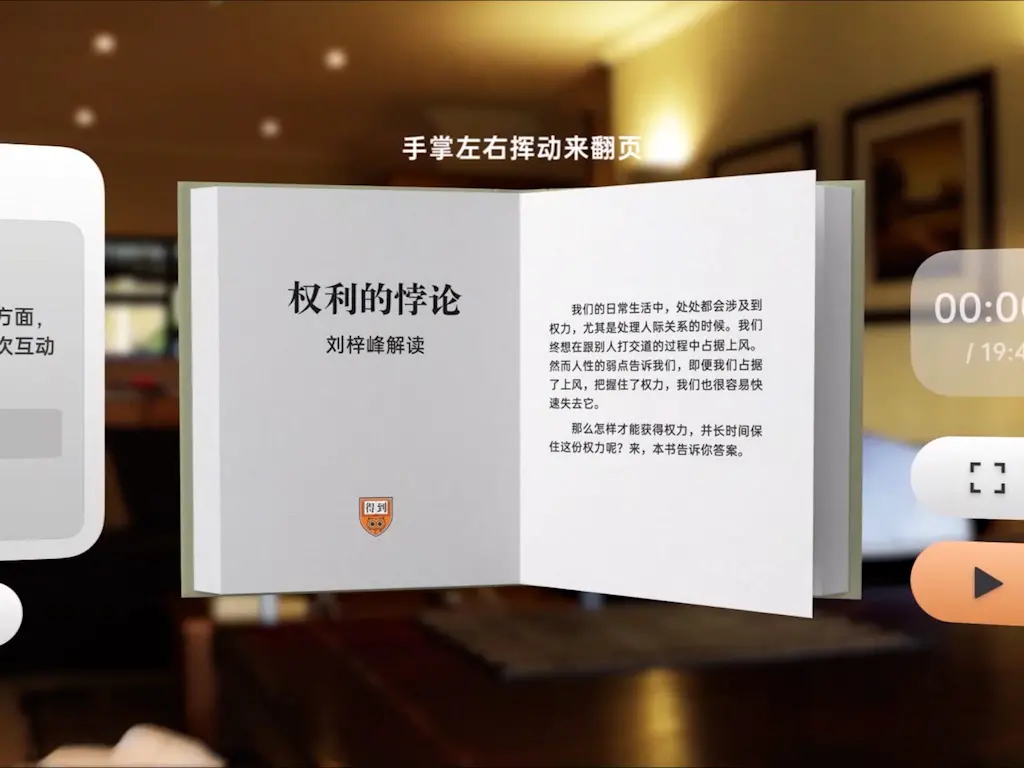 手掌左右挥动来翻页
方面，
次互动
权利的悖论
刘梓峰解读
得到
我们的日常生活中，处处都会涉及到
权力，尤其是处理人际关系的时候。我们
终想在跟别人打交道的过程中占据上风。
然而人性的弱点告诉我们，即便我们占据
了上风，把握住了权力，我们也很容易快
速失去它。
那么怎样才能获得权力，并长时间保
住这份权力呢？来，本书告诉你答案。
00:00
/ 19:4